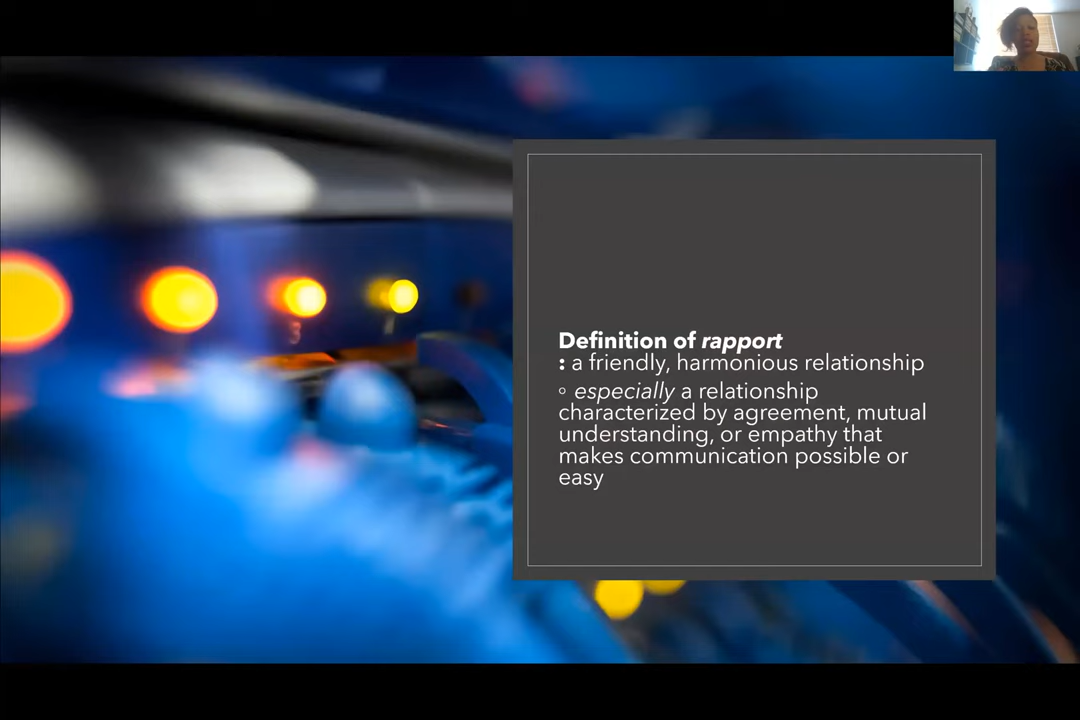 Definition of rapport
: a friendly, harmonious relationship
◦ especially a relationship
characterized by agreement, mutual
understanding, or empathy that
makes communication possible or
easy